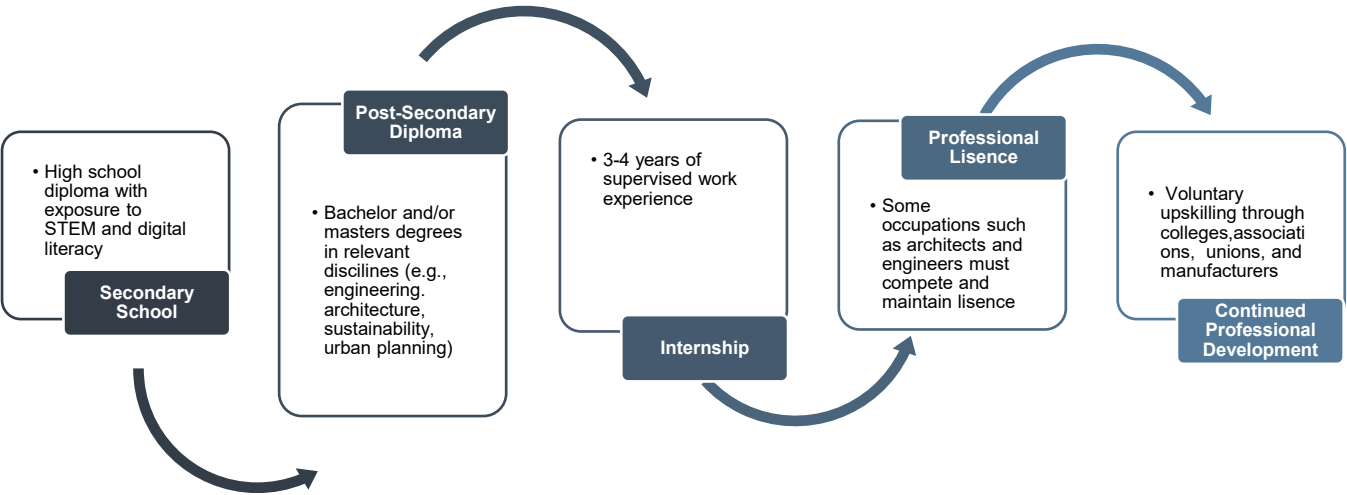 • High school
diploma with
exposure to
STEM and digital
literacy
Secondary
School
Post-Secondary
Diploma
• Bachelor and/or
masters degrees
in relevant
discilines (e.g.,
engineering.
architecture,
sustainability,
urban planning)
• 3-4 years of
supervised work
experience
Internship
Professional
Lisence
• Some
occupations such
as architects and
engineers must
compete and
maintain lisence
• Voluntary
upskilling through
colleges,associati
ons, unions, and
manufacturers
Continued
Professional
Development